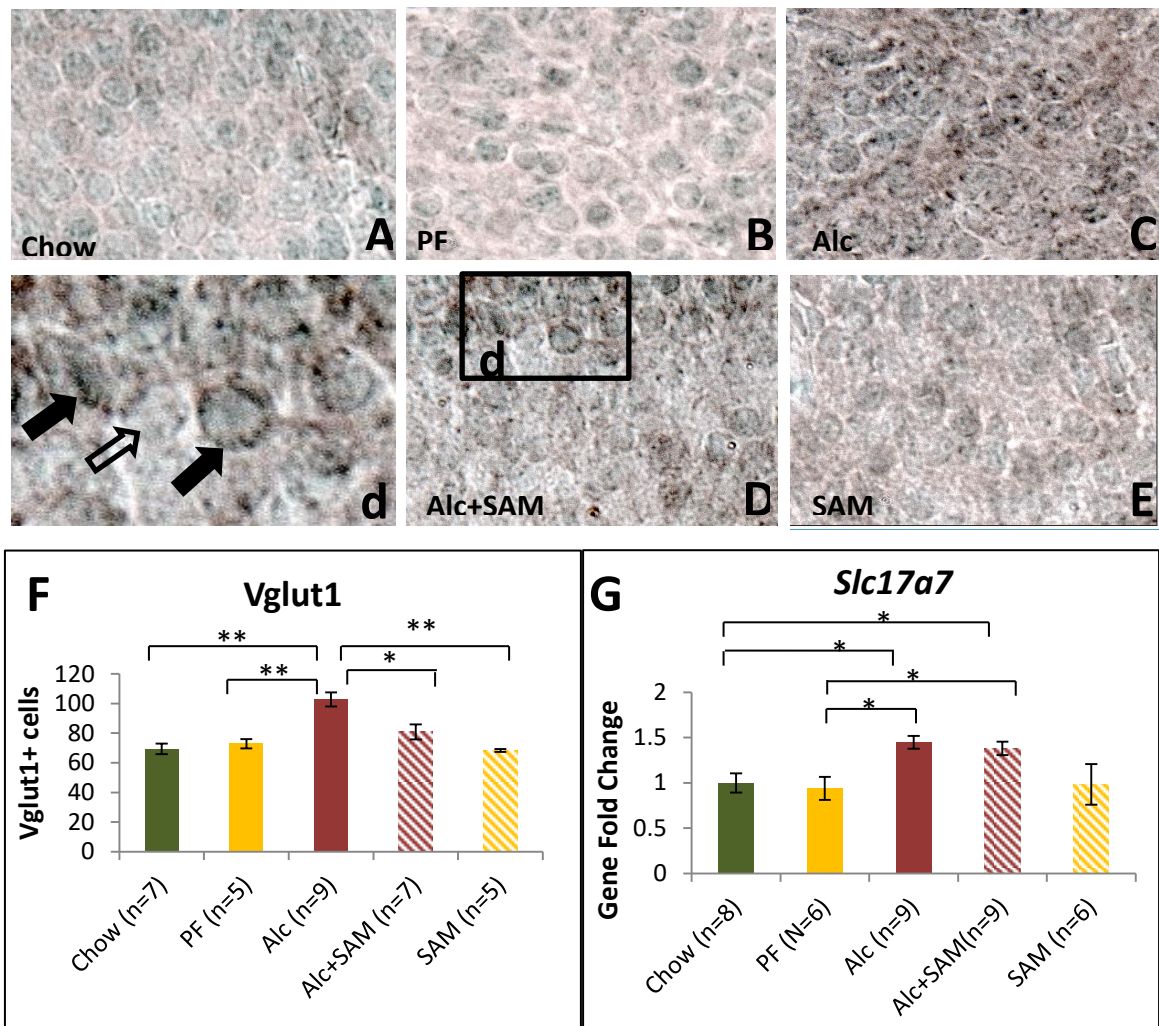 Chow A
PF B
Alc C
d
d
Alc+SAM D
SAM E
F Vglut1
** **
** *
Vglut1+ cells
120
100
80
60
40
20
0
Chow (n=7)
PF (n=5)
Alc (n=9)
Alc+SAM (n=7)
SAM (n=5)
G Slc17a7
*
*
*
*
Gene Fold Change
2
1.5
1
0.5
0
Chow (n=8)
PF (N=6)
Alc (n=9)
Alc+SAM(n=9)
SAM (n=6)